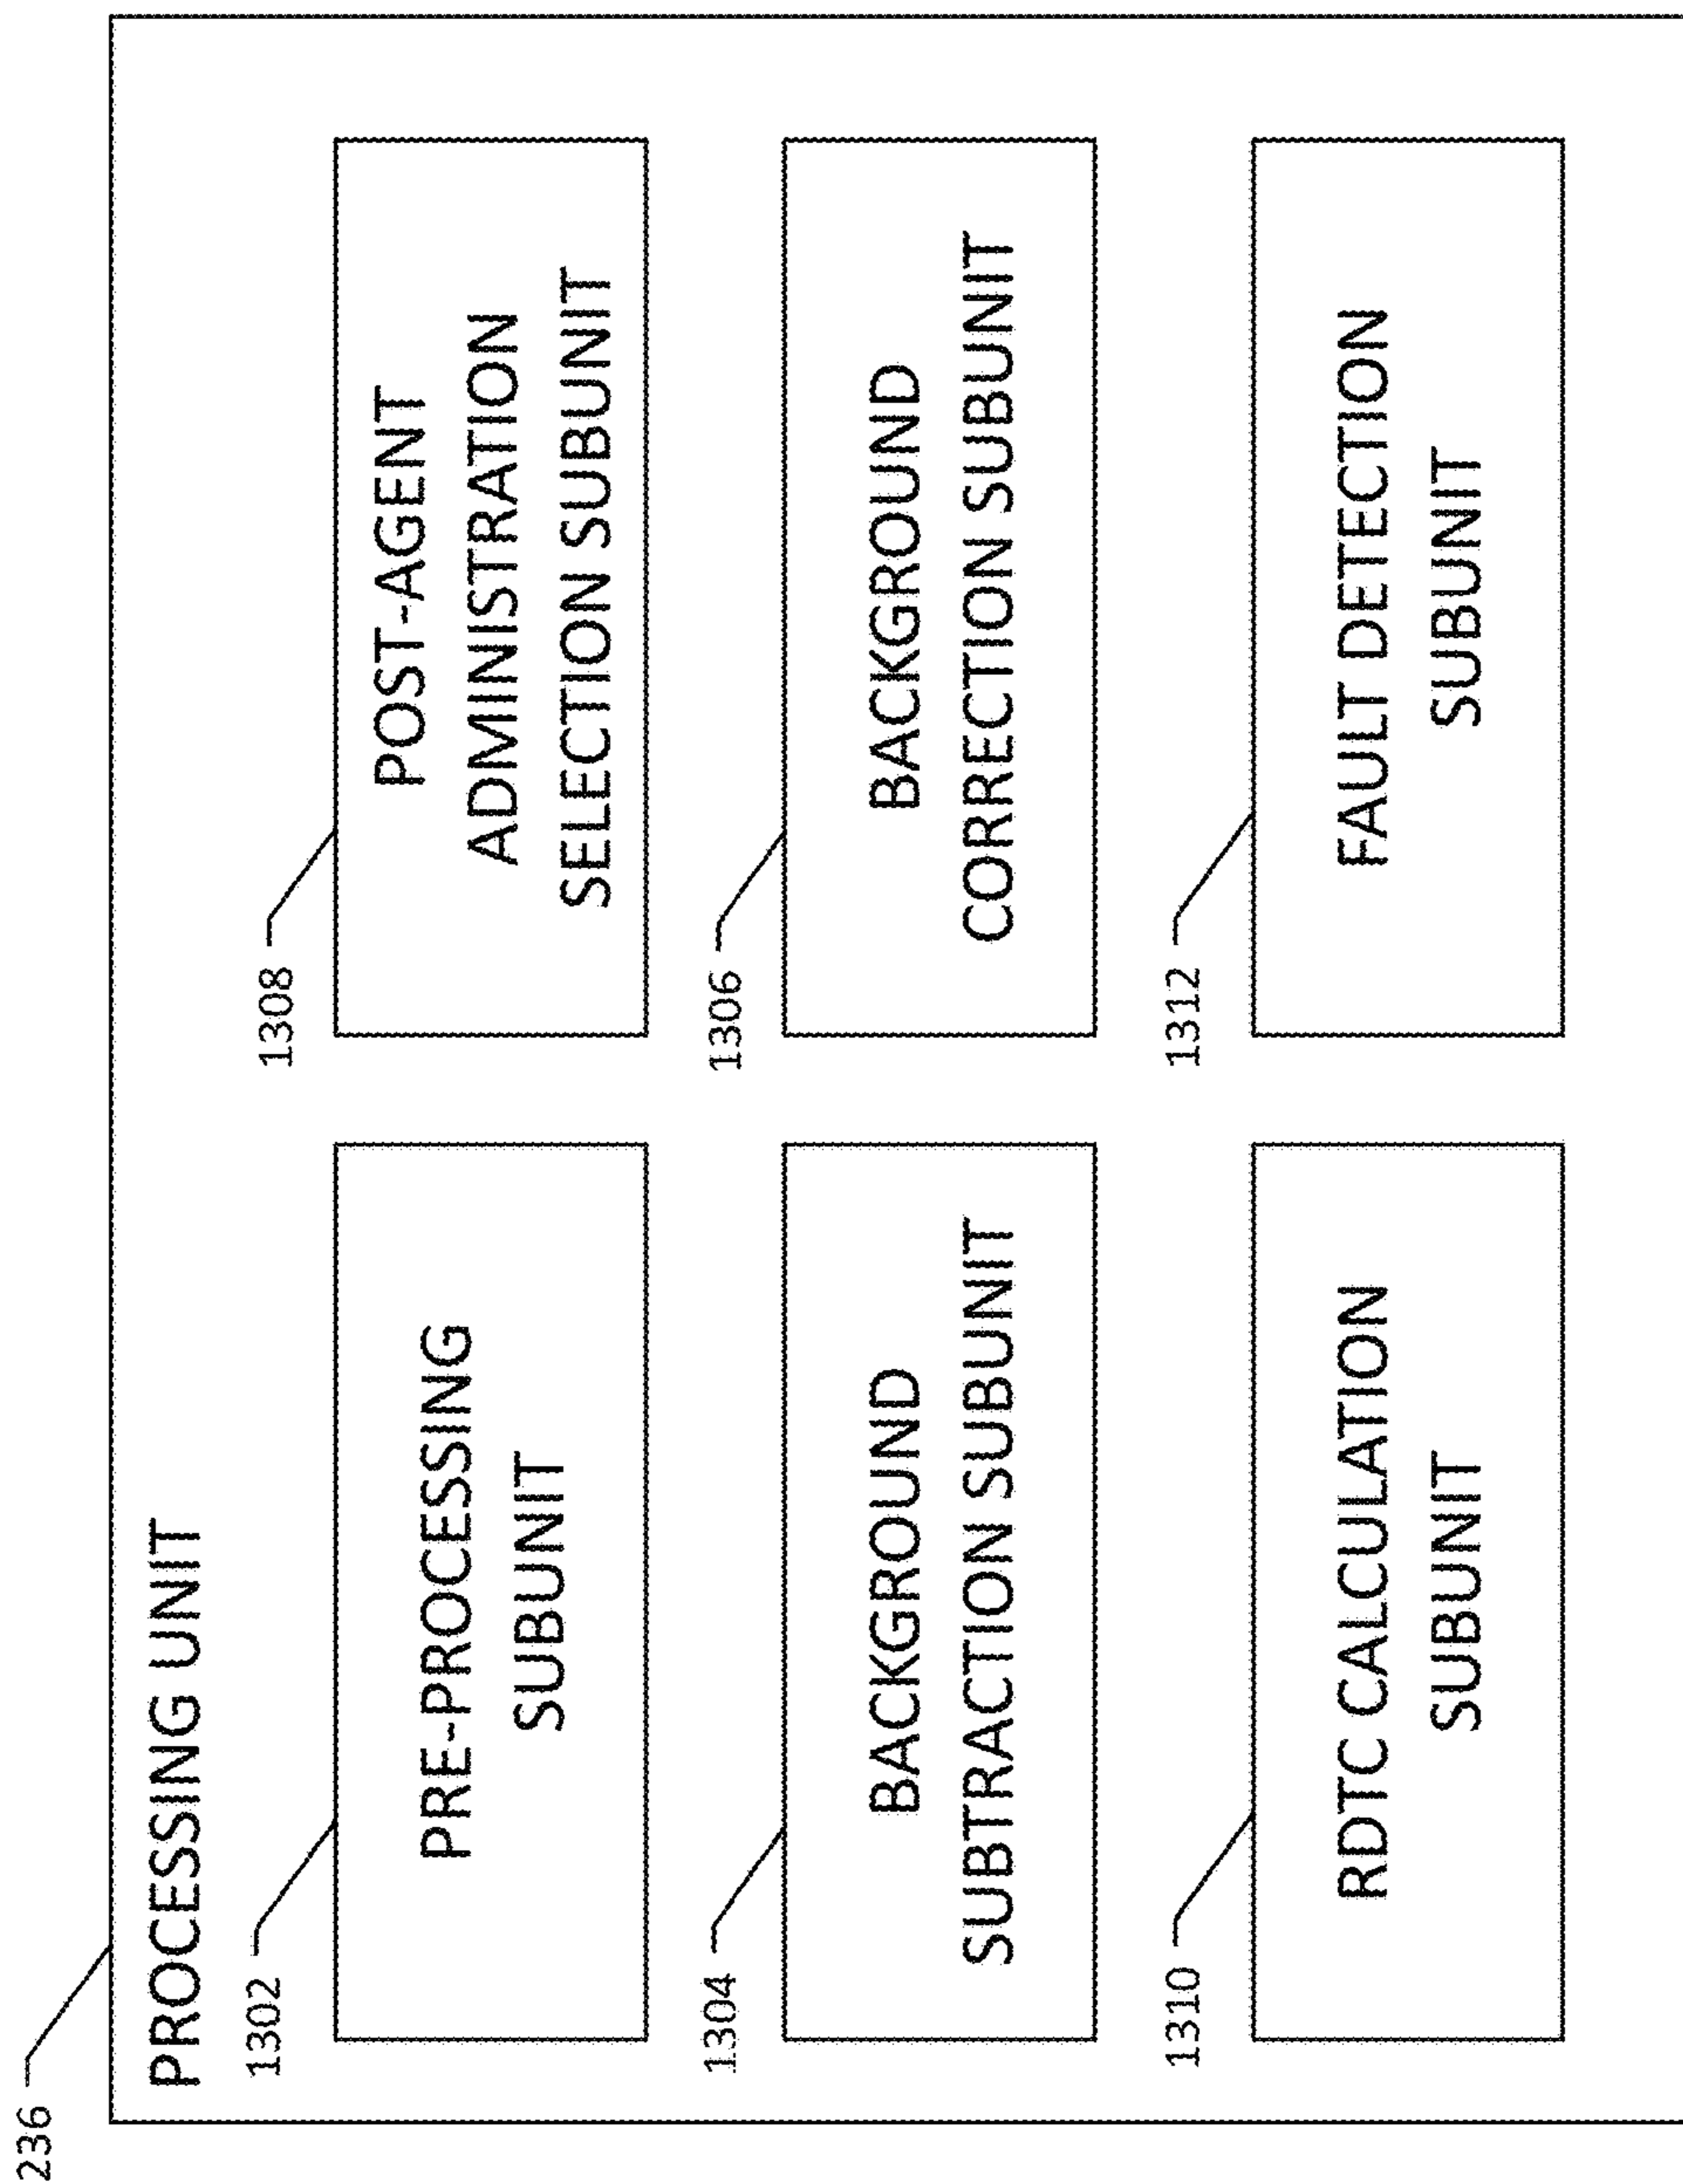 236
PROCESSING UNIT
1302
PRE-PROCESSING
SUBUNIT
1308
POST-AGENT
ADMINISTRATION
SELECTION SUBUNIT
1304
BACKGROUND
SUBTRACTION SUBUNIT
1306
BACKGROUND
CORRECTION SUBUNIT
1310
RDTC CALCULATION
SUBUNIT
1312
FAULT DETECTION
SUBUNIT